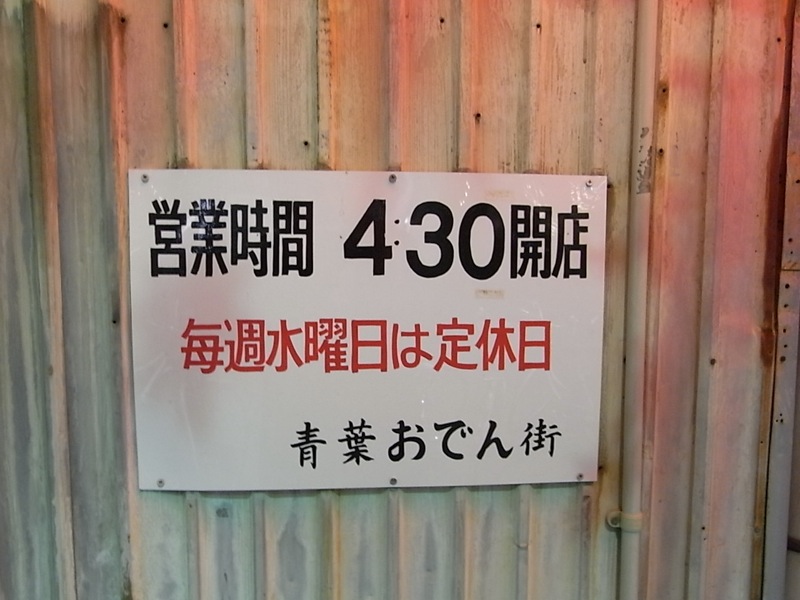 営業時間 4:30開店
毎週水曜日は定休日
青葉おでん街